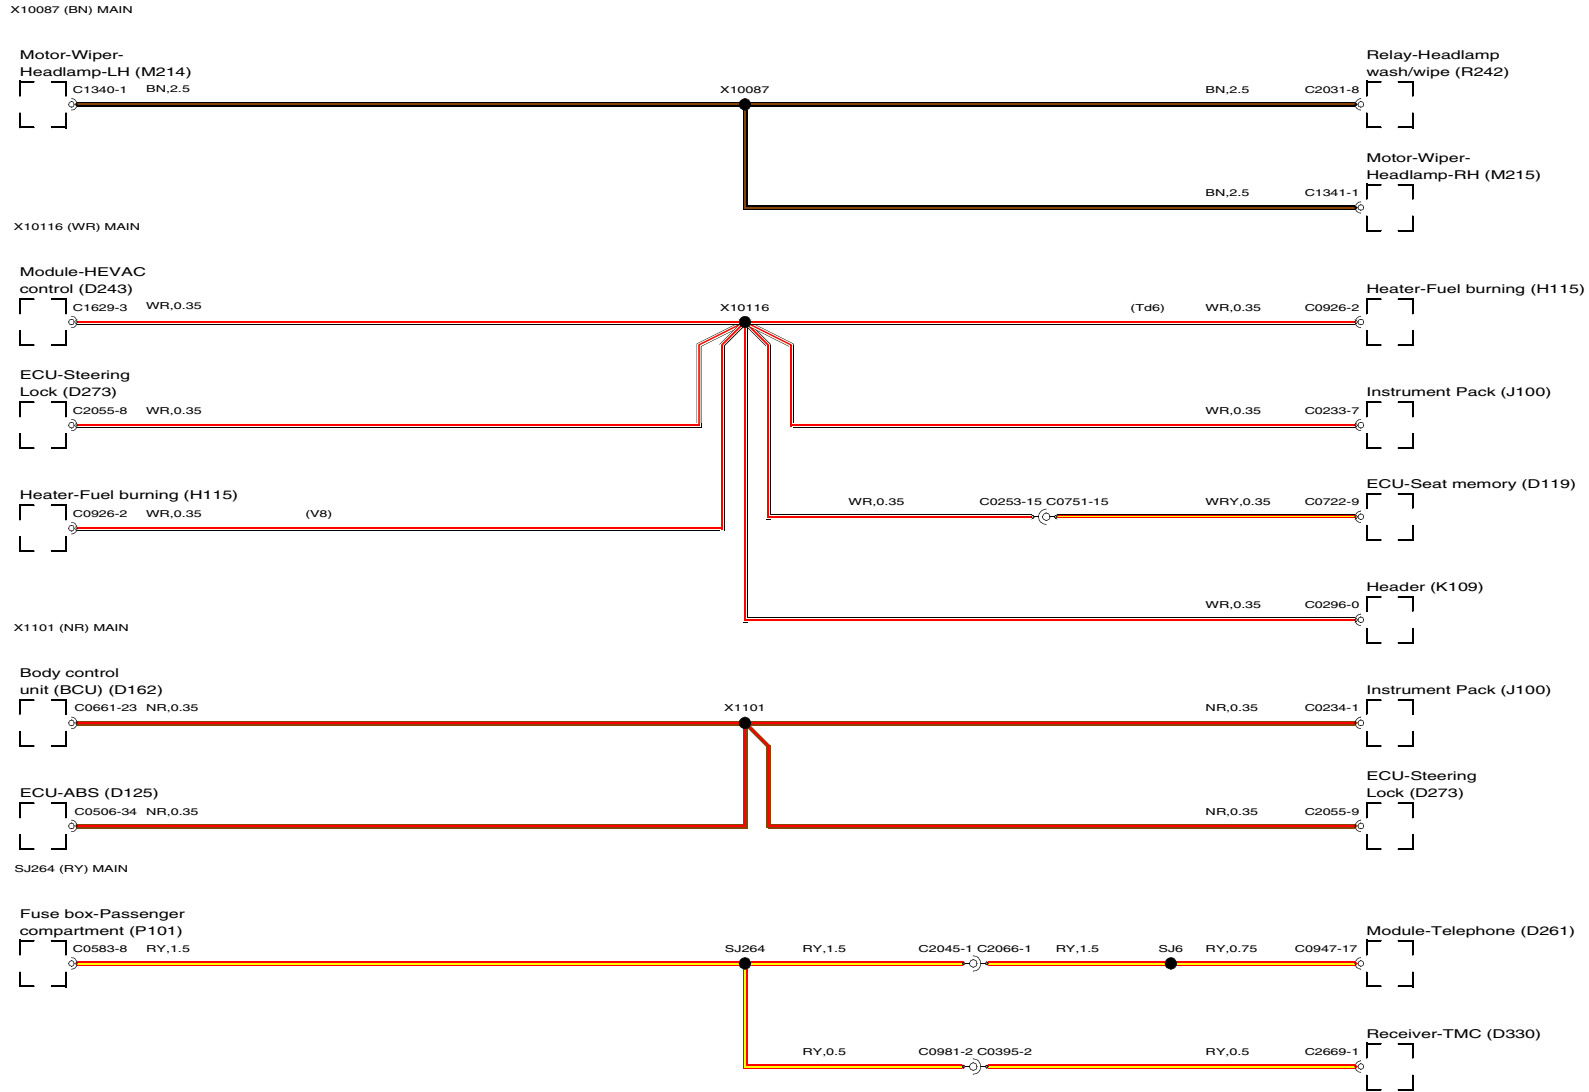 X10087 (BN) MAIN
Motor-Wiper-
Headlamp-LH (M214)
C1340-1 BN,2.5
X10087
BN,2.5 C2031-8
Relay-Headlamp
wash/wipe (R242)
BN,2.5 C1341-1
Motor-Wiper-
Headlamp-RH (M215)
X10116 (WR) MAIN
Module-HEVAC
control (D243)
C1629-3 WR,0.35
X10116
(Td6) WR,0.35 C0926-2
Heater-Fuel burning (H115)
ECU-Steering
Lock (D273)
C2055-8 WR,0.35
WR,0.35 C0233-7
Instrument Pack (J100)
Heater-Fuel burning (H115)
C0926-2 WR,0.35 (V8)
WR,0.35 C0253-15 C0751-15 WRY,0.35 C0722-9
ECU-Seat memory (D119)
WR,0.35 C0296-0
Header (K109)
X1101 (NR) MAIN
Body control
unit (BCU) (D162)
C0661-23 NR,0.35
X1101
NR,0.35 C0234-1
Instrument Pack (J100)
ECU-ABS (D125)
C0506-34 NR,0.35
NR,0.35 C2055-9
ECU-Steering
Lock (D273)
SJ264 (RY) MAIN
Fuse box-Passenger
compartment (P101)
C0583-8 RY,1.5
SJ264
RY,1.5 C2045-1 C2066-1 RY,1.5 SJ6 RY,0.75 C0947-17
Module-Telephone (D261)
RY,0.5 C0981-2 C0395-2 RY,0.5 C2669-1
Receiver-TMC (D330)